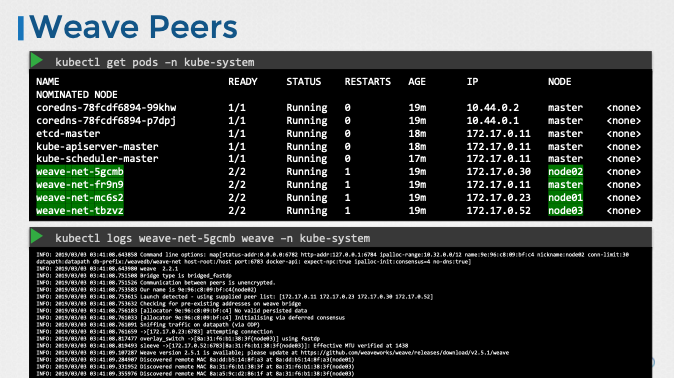 Weave Peers
kubectl get pods –n kube-system
NAME READY STATUS RESTARTS AGE IP NODE
NOMINATED NODE
coredns-78fcdf6894-99khw 1/1 Running 0 19m 10.44.0.2 master <none>
coredns-78fcdf6894-p7dpj 1/1 Running 0 19m 10.44.0.1 master <none>
etcd-master 1/1 Running 0 18m 172.17.0.11 master <none>
kube-apiserver-master 1/1 Running 0 18m 172.17.0.11 master <none>
kube-scheduler-master 1/1 Running 0 17m 172.17.0.11 master <none>
weave-net-5gcmb 2/2 Running 1 19m 172.17.0.30 node02 <none>
weave-net-fr9n9 2/2 Running 1 19m 172.17.0.11 master <none>
weave-net-mc6s2 2/2 Running 1 19m 172.17.0.23 node01 <none>
weave-net-tbzvz 2/2 Running 1 19m 172.17.0.52 node03 <none>
kubectl logs weave-net-5gcmb weave –n kube-system
INFO: 2019/03/03 03:41:08.643858 Command line options: map[status-addr:0.0.0.0:6782 http-addr:127.0.0.1:6784 ipalloc-range:10.32.0.0/12 name:9e:96:c8:09:bf:c4 nickname:node02 conn-limit:30
datapath:datapath db-prefix:/weavedb/weave-net host-root:/host port:6783 docker-api: expect-npc:true ipalloc-init:consensus=4 no-dns:true]
INFO: 2019/03/03 03:41:08.643980 weave 2.2.1
INFO: 2019/03/03 03:41:08.751508 Bridge type is bridged_fastdp
INFO: 2019/03/03 03:41:08.751526 Communication between peers is unencrypted.
INFO: 2019/03/03 03:41:08.753583 Our name is 9e:96:c8:09:bf:c4(node02)
INFO: 2019/03/03 03:41:08.753615 Launch detected - using supplied peer list: [172.17.0.11 172.17.0.23 172.17.0.30 172.17.0.52]
INFO: 2019/03/03 03:41:08.753632 Checking for pre-existing addresses on weave bridge
INFO: 2019/03/03 03:41:08.756183 [allocator 9e:96:c8:09:bf:c4] No valid persisted data
INFO: 2019/03/03 03:41:08.761033 [allocator 9e:96:c8:09:bf:c4] Initialising via deferred consensus
INFO: 2019/03/03 03:41:08.761091 Sniffing traffic on datapath (via ODP)
INFO: 2019/03/03 03:41:08.761659 ->[172.17.0.23:6783] attempting connection
INFO: 2019/03/03 03:41:08.817477 overlay_switch ->[8a:31:f6:b1:38:3f(node03)] using fastdp
INFO: 2019/03/03 03:41:08.819493 sleeve ->[172.17.0.52:6783|8a:31:f6:b1:38:3f(node03)]: Effective MTU verified at 1438
INFO: 2019/03/03 03:41:09.107287 Weave version 2.5.1 is available; please update at https://github.com/weaveworks/weave/releases/download/v2.5.1/weave
INFO: 2019/03/03 03:41:09.284907 Discovered remote MAC 8a:dd:b5:14:8f:a3 at 8a:dd:b5:14:8f:a3(node01)
INFO: 2019/03/03 03:41:09.331952 Discovered remote MAC 8a:31:f6:b1:38:3f at 8a:31:f6:b1:38:3f(node03)
INFO: 2019/03/03 03:41:09.355976 Discovered remote MAC 8a:a5:9c:d2:86:1f at 8a:31:f6:b1:38:3f(node03)